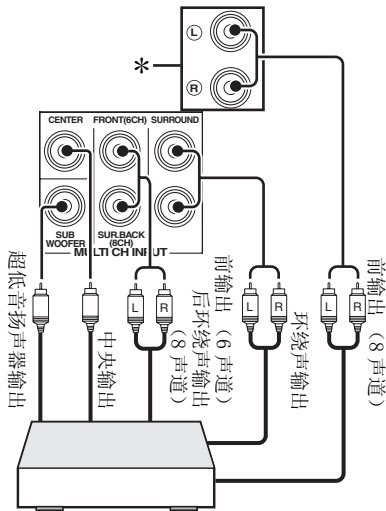 L
*
R
CENTER FRONT(6CH) SURROUND
SUB WOOFER
SUR.BACK (8CH)
MULTI CH INPUT
L R
L R
L R
超低音扬声器输出
中央输出
前输出（6声道）
后环绕声输出（8声道）
环绕声输出
前输出（8声道）